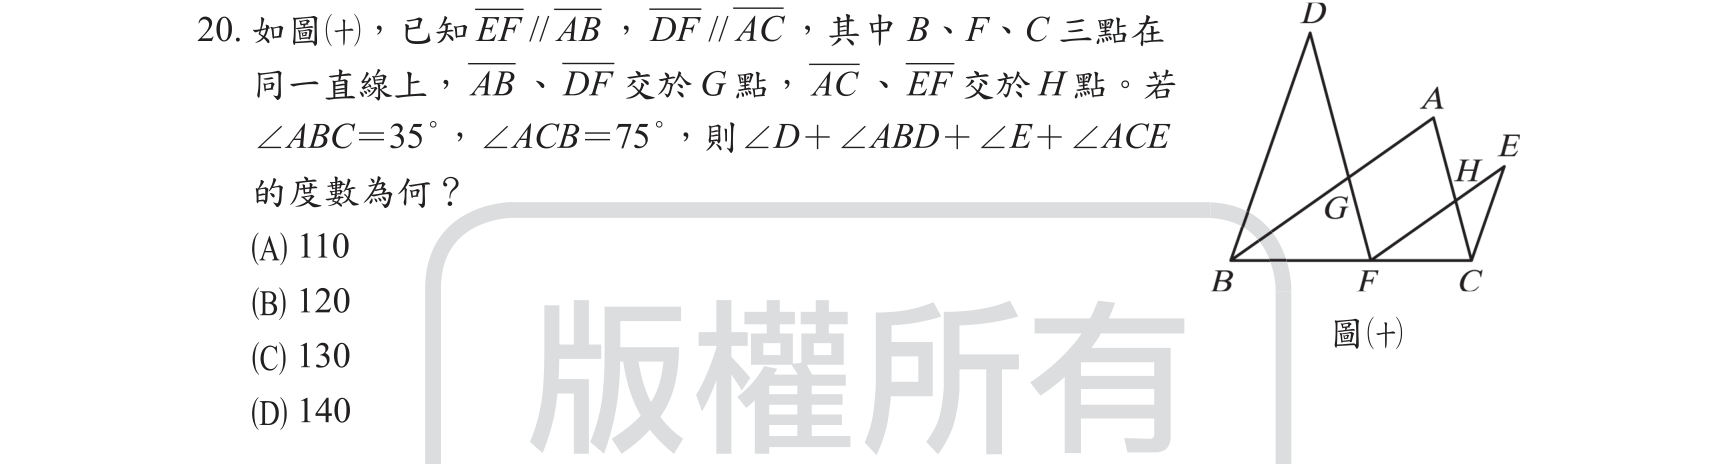 20. 如圖(十)，已知 EF // AB ， DF // AC ，其中 B、F、C 三點在
同一直線上， AB 、 DF 交於 G 點， AC 、 EF 交於 H 點。若
∠ABC＝35°，∠ACB＝75°，則∠D＋∠ABD＋∠E＋∠ACE
的度數為何？
(A) 110
(B) 120
(C) 130
(D) 140
D
A
E
H
G
B
F
C
圖(十)
版權所有